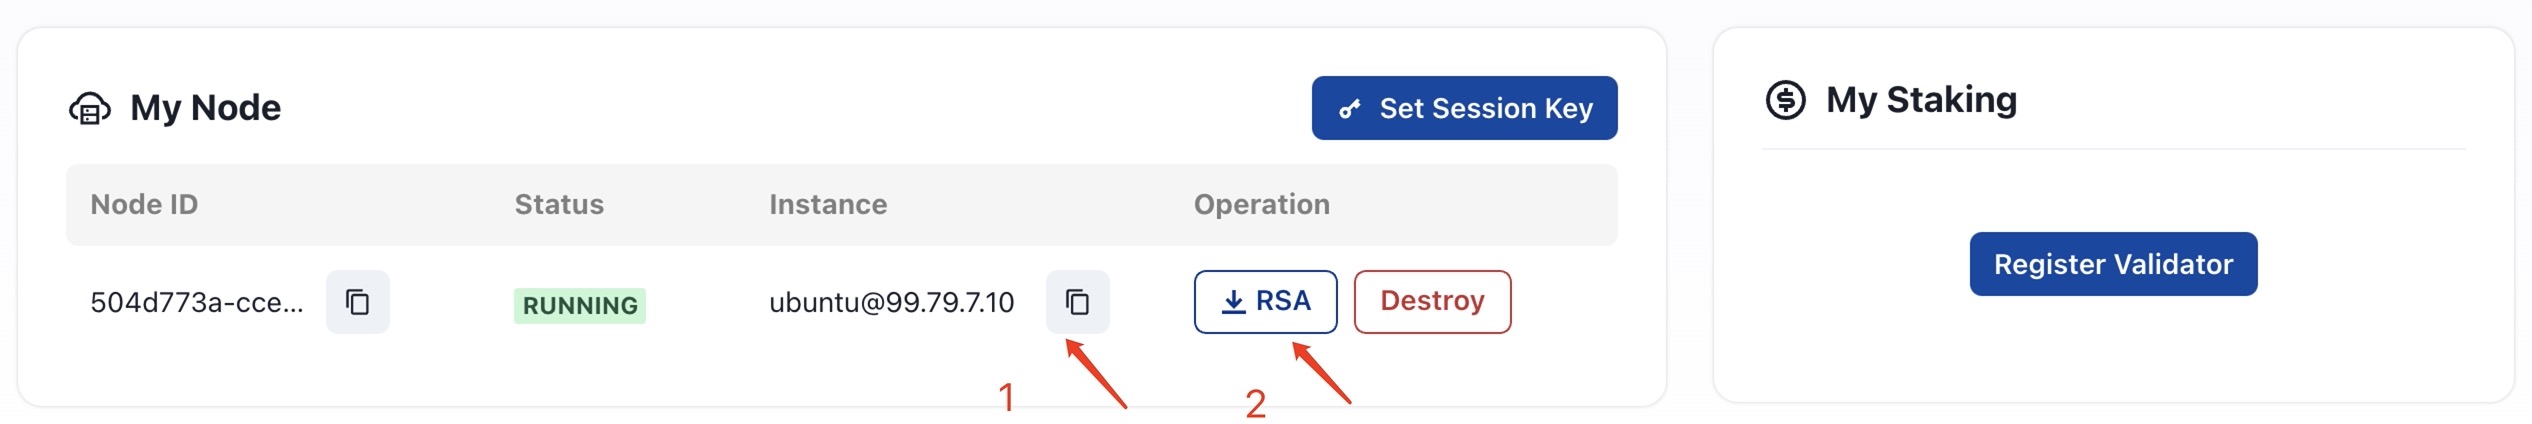 My Node
Set Session Key
Node ID Status Instance Operation
504d773a-cce... RUNNING ubuntu@99.79.7.10 RSA Destroy
1 2
My Staking
Register Validator